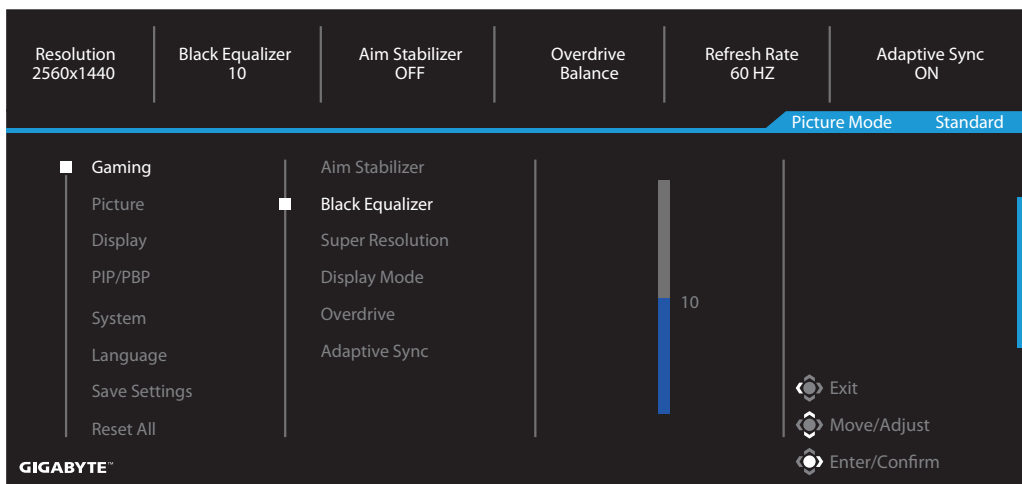 Resolution
2560x1440
Black Equalizer
10
Aim Stabilizer
OFF
Overdrive
Balance
Refresh Rate
60 HZ
Adaptive Sync
ON
Picture Mode Standard
Gaming
Picture
Display
PIP/PBP
System
Language
Save Settings
Reset All
Aim Stabilizer
Black Equalizer
Super Resolution
Display Mode
Overdrive
Adaptive Sync
10
Exit
Move/Adjust
Enter/Confirm
GIGABYTE™